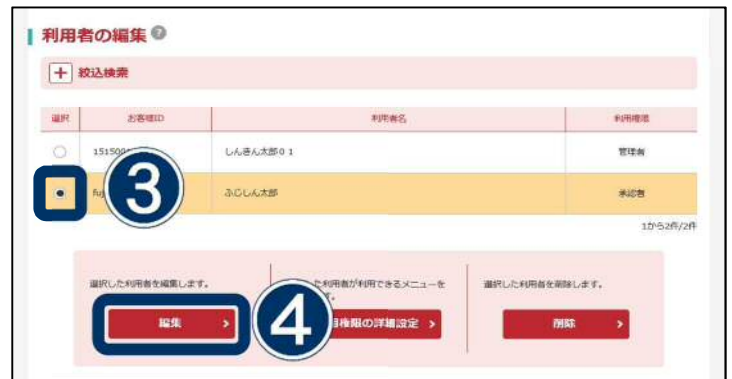 利用者の編集 ?
+ 絞込検索
選択 お客様ID 利用者名 利用権限
しんきん太郎01 管理者
3
ふじしん太郎 承認者
1から2件/2件
選択した利用者を編集します。 した利用者が利用できるメニューを 選択した利用者を削除します。
す。
編集 4 用権限の詳細設定 削除